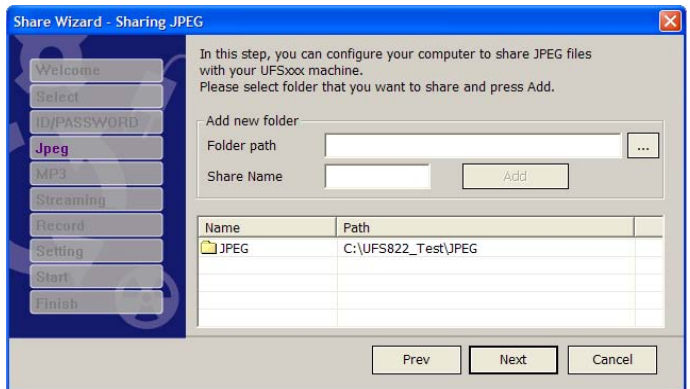 Share Wizard - Sharing JPEG
Welcome
Select
ID/PASSWORD
Jpeg
MP3
Streaming
Record
Setting
Start
Finish
In this step, you can configure your computer to share JPEG files
with your UFSxxx machine.
Please select folder that you want to share and press Add.
Add new folder
Folder path
...
Share Name
Add
Name Path
JPEG C:\UFS822_Test\JPEG
Prev Next Cancel